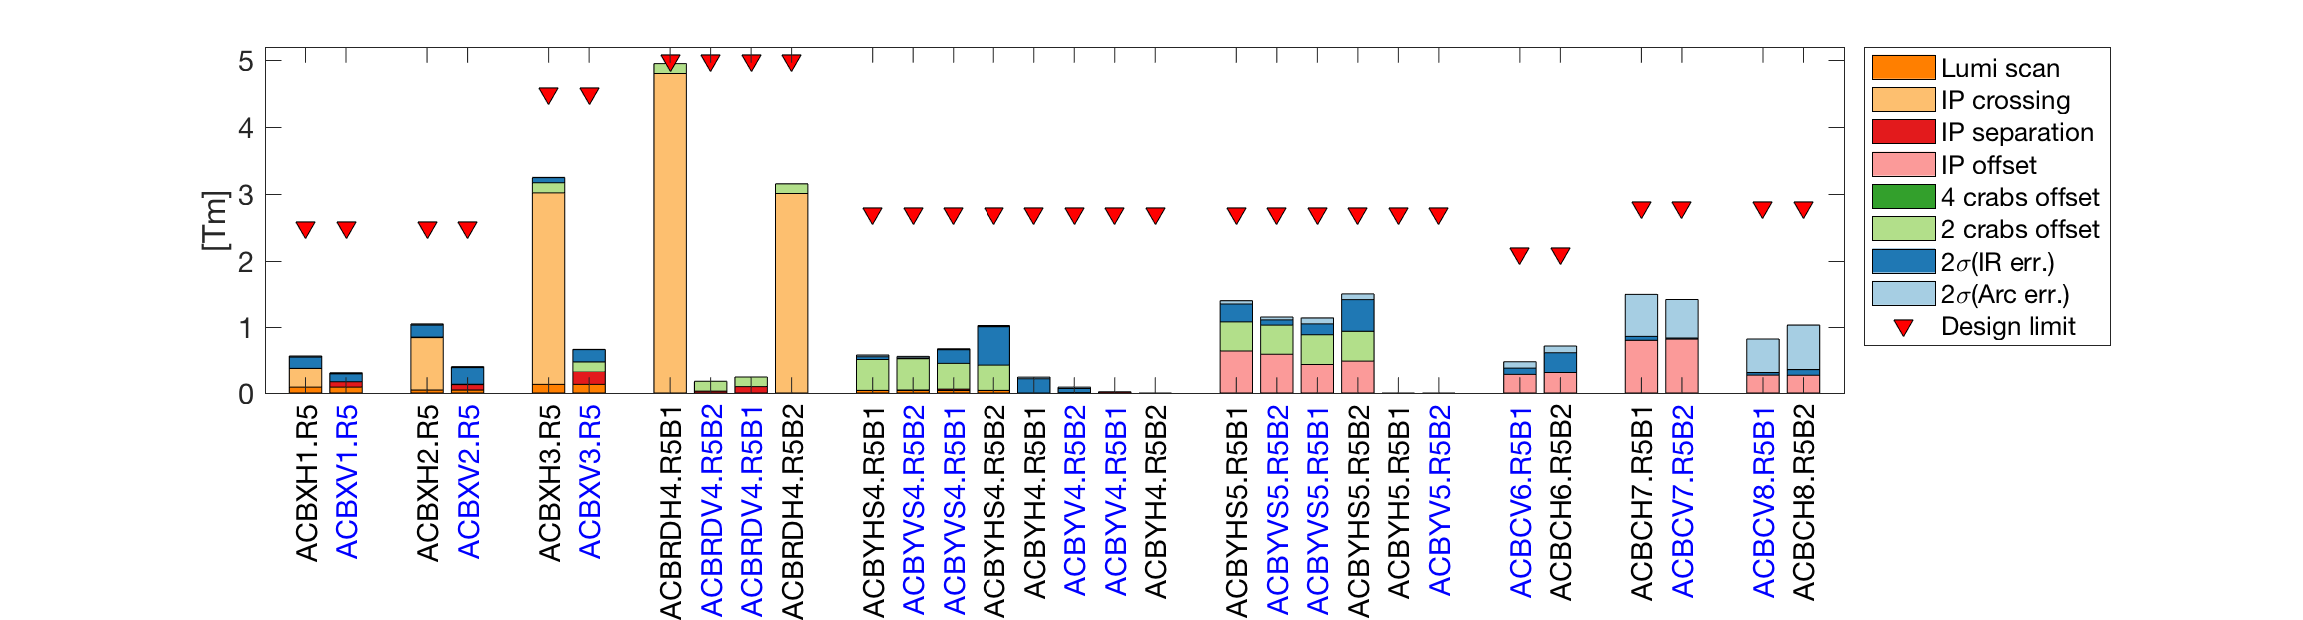 [Tm]
5
4
3
2
1
0
ACBXH1.R5
ACBXV1.R5
ACBXH2.R5
ACBXV2.R5
ACBXH3.R5
ACBXV3.R5
ACBRDH4.R5B1
ACBRDV4.R5B2
ACBRDV4.R5B1
ACBRDH4.R5B2
ACBYHS4.R5B1
ACBYVS4.R5B2
ACBYVS4.R5B1
ACBYHS4.R5B2
ACBYH4.R5B1
ACBYV4.R5B2
ACBYV4.R5B1
ACBYH4.R5B2
ACBYHS5.R5B1
ACBYVS5.R5B2
ACBYVS5.R5B1
ACBYHS5.R5B2
ACBYH5.R5B1
ACBYV5.R5B2
ACBCV6.R5B1
ACBCH6.R5B2
ACBCH7.R5B1
ACBCV7.R5B2
ACBCV8.R5B1
ACBCH8.R5B2
Lumi scan
IP crossing
IP separation
IP offset
4 crabs offset
2 crabs offset
2σ(IR err.)
2σ(Arc err.)
Design limit